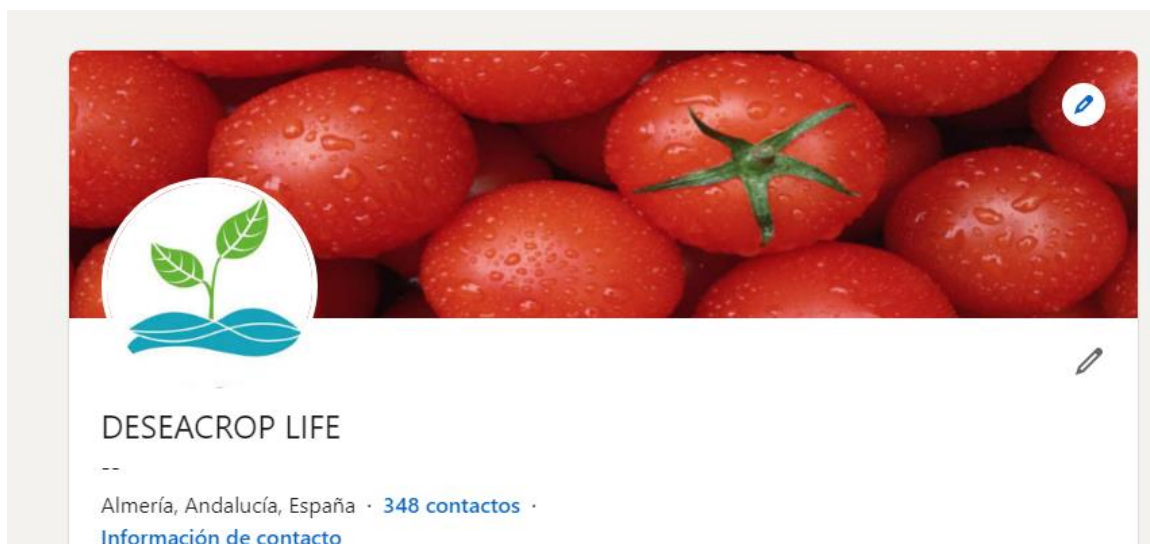 DESEACROP LIFE
--
Almería, Andalucía, España · 348 contactos ·
Información de contacto